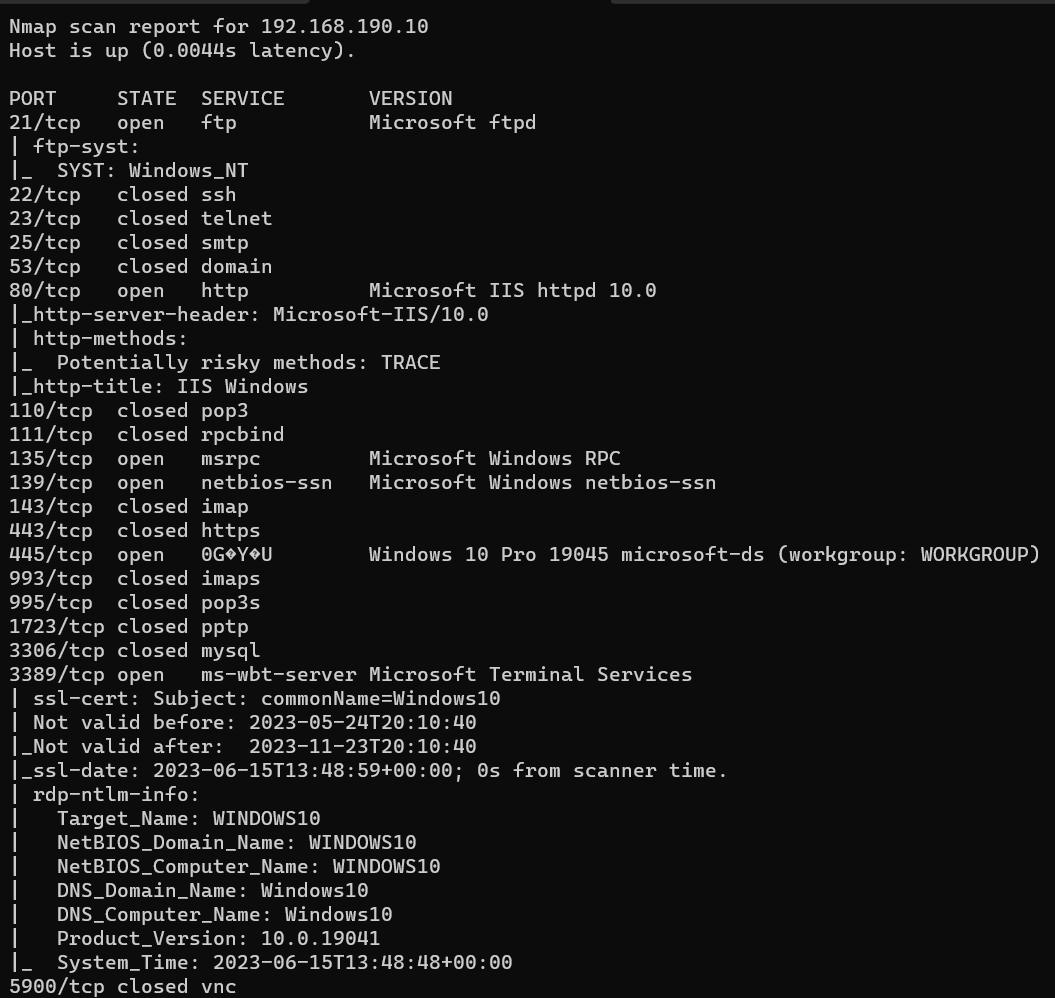 Nmap scan report for 192.168.190.10
Host is up (0.0044s latency).
PORT     STATE  SERVICE       VERSION
21/tcp   open   ftp           Microsoft ftpd
| ftp-syst:
|_  SYST: Windows_NT
22/tcp   closed ssh
23/tcp   closed telnet
25/tcp   closed smtp
53/tcp   closed domain
80/tcp   open   http          Microsoft IIS httpd 10.0
|_http-server-header: Microsoft-IIS/10.0
| http-methods:
|_  Potentially risky methods: TRACE
|_http-title: IIS Windows
110/tcp  closed pop3
111/tcp  closed rpcbind
135/tcp  open   msrpc         Microsoft Windows RPC
139/tcp  open   netbios-ssn   Microsoft Windows netbios-ssn
143/tcp  closed imap
443/tcp  closed https
445/tcp  open   0G�Y�U        Windows 10 Pro 19045 microsoft-ds (workgroup: WORKGROUP)
993/tcp  closed imaps
995/tcp  closed pop3s
1723/tcp closed pptp
3306/tcp closed mysql
3389/tcp open   ms-wbt-server Microsoft Terminal Services
| ssl-cert: Subject: commonName=Windows10
| Not valid before: 2023-05-24T20:10:40
|_Not valid after:  2023-11-23T20:10:40
|_ssl-date: 2023-06-15T13:48:59+00:00; 0s from scanner time.
| rdp-ntlm-info:
|   Target_Name: WINDOWS10
|   NetBIOS_Domain_Name: WINDOWS10
|   NetBIOS_Computer_Name: WINDOWS10
|   DNS_Domain_Name: Windows10
|   DNS_Computer_Name: Windows10
|   Product_Version: 10.0.19041
|_  System_Time: 2023-06-15T13:48:48+00:00
5900/tcp closed vnc